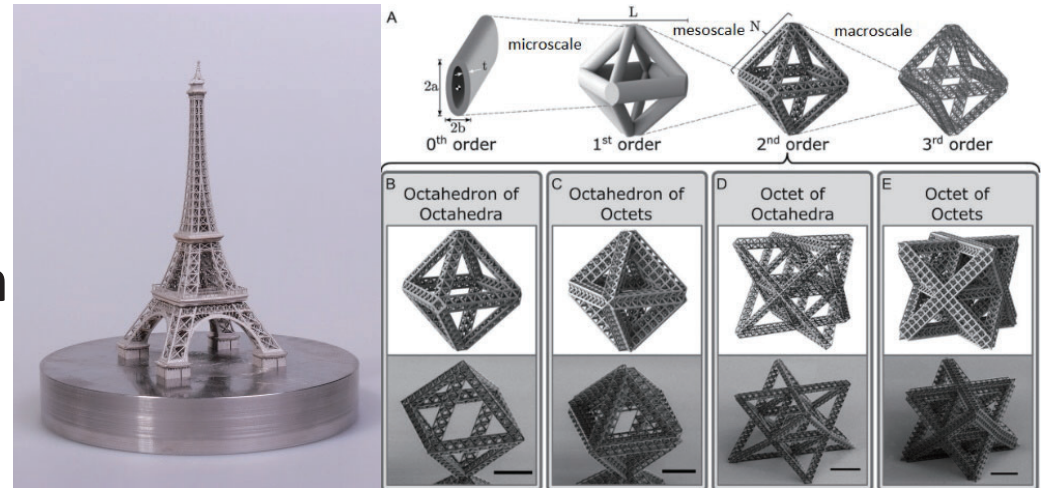 n
A
L
N
microscale
mesoscale
macroscale
t
2a
2b
0th order
1st order
2nd order
3rd order
B
Octahedron of
Octahedra
C
Octahedron of
Octets
D
Octet of
Octahedra
E
Octet of
Octets